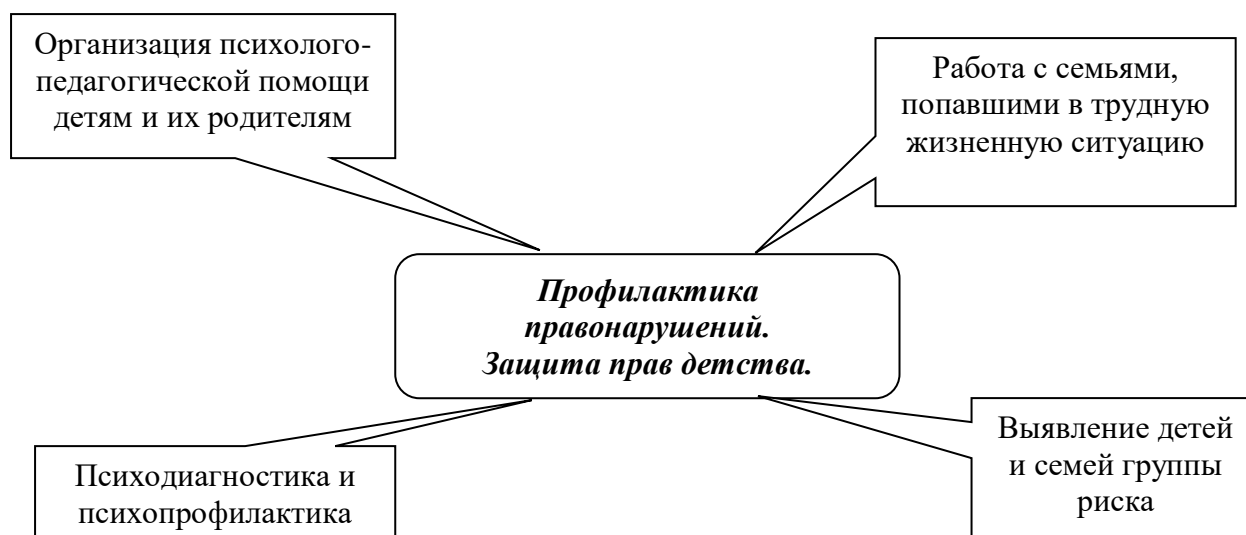 Организация психолого-
педагогической помощи
детям и их родителям
Работа с семьями,
попавшими в трудную
жизненную ситуацию
Профилактика
правонарушений.
Защита прав детства.
Психодиагностика и
психопрофилактика
Выявление детей
и семей группы
риска